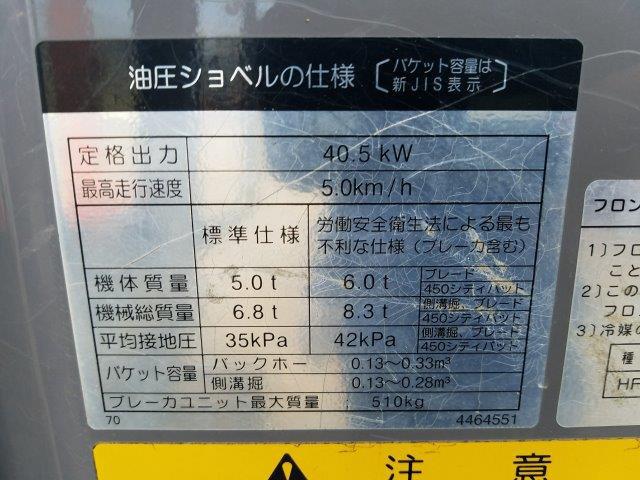 油圧ショベルの仕様 〔バケット容量は
新JIS表示〕
定格出力 40.5kW
最高走行速度 5.0km/h
標準仕様 労働安全衛生法による最も
不利な仕様(ブレーカ含む)
機体質量 5.0t 6.0t ブレード
450シティパット
機械総質量 6.8t 8.3t 側溝掘、ブレード
450シティパット
平均接地圧 35kPa 42kPa 側溝掘、ブレード
450シティパット
バケット容量 バックホー 0.13〜0.33m³
側溝掘 0.13〜0.28m³
ブレーカユニット最大質量 510kg
70 4464551
注意
フロン
1)フロ
こと
2)この
フロ
3)冷媒の
種
HF